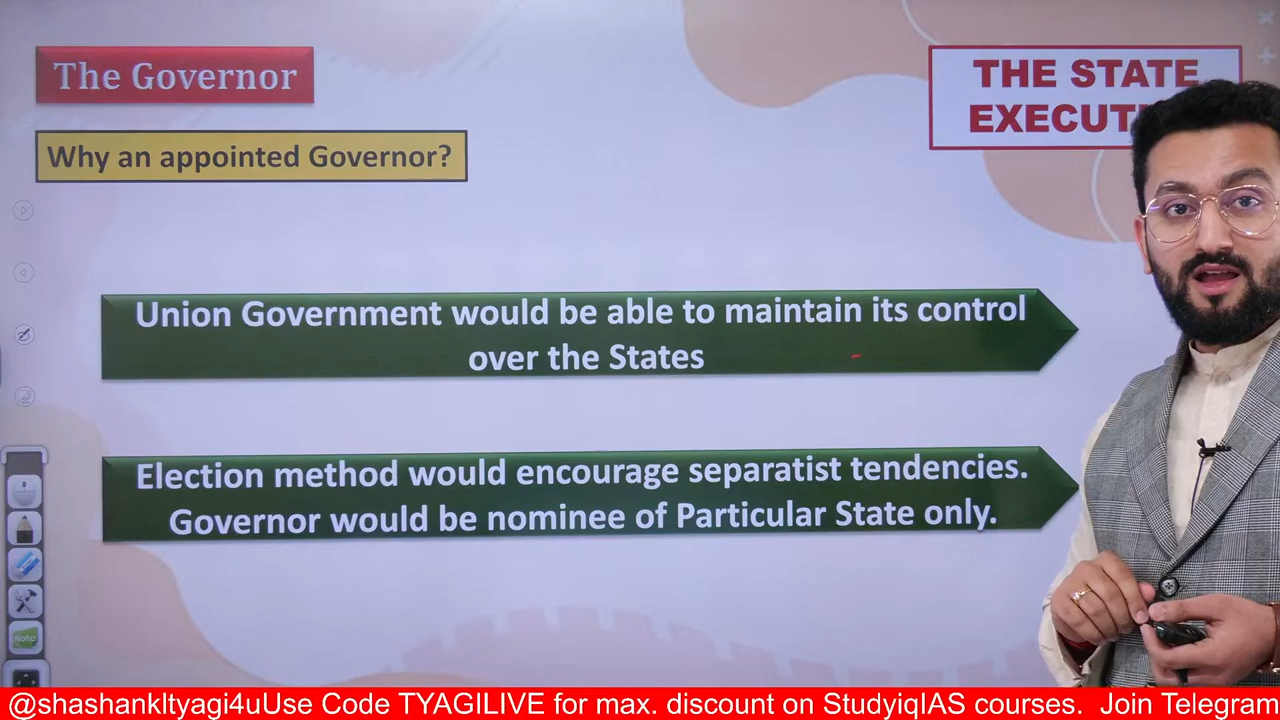 The Governor
THE STATE
EXECUT
Why an appointed Governor?
Union Government would be able to maintain its control
over the States
Election method would encourage separatist tendencies.
Governor would be nominee of Particular State only.
Note
@shashankltyagi4uUse Code TYAGILIVE for max. discount on StudyiqIAS courses. Join Telegram